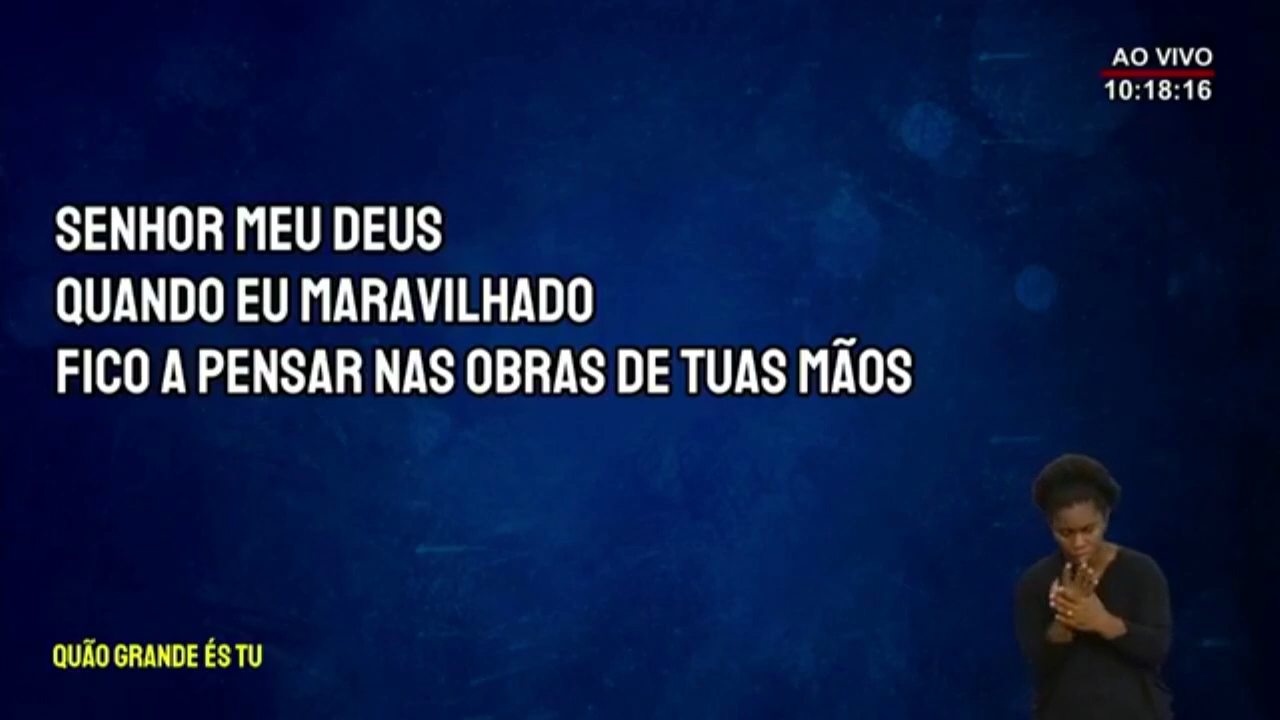 AO VIVO
10:18:16
SENHOR MEU DEUS
QUANDO EU MARAVILHADO
FICO A PENSAR NAS OBRAS DE TUAS MÃOS
QUÃO GRANDE ÉS TU